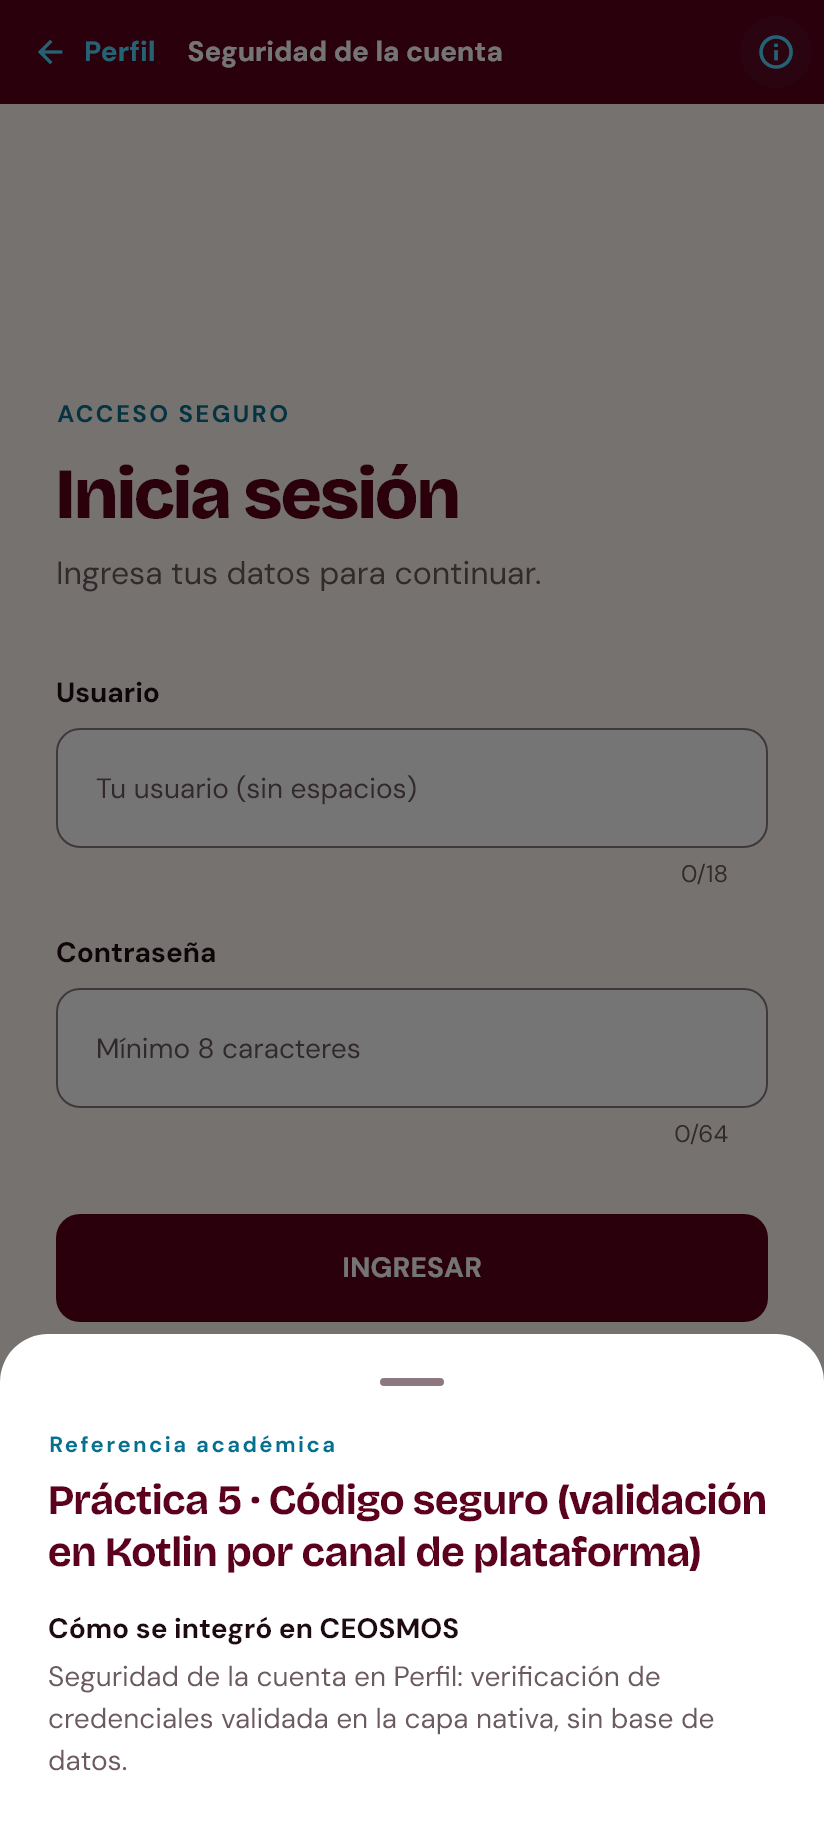 Perfil Seguridad de la cuenta
ACCESO SEGURO
Inicia sesión
Ingresa tus datos para continuar.
Usuario
Tu usuario (sin espacios)
0/18
Contraseña
Mínimo 8 caracteres
0/64
INGRESAR
Referencia académica
Práctica 5 · Código seguro (validación
en Kotlin por canal de plataforma)
Cómo se integró en CEOSMOS
Seguridad de la cuenta en Perfil: verificación de
credenciales validada en la capa nativa, sin base de
datos.